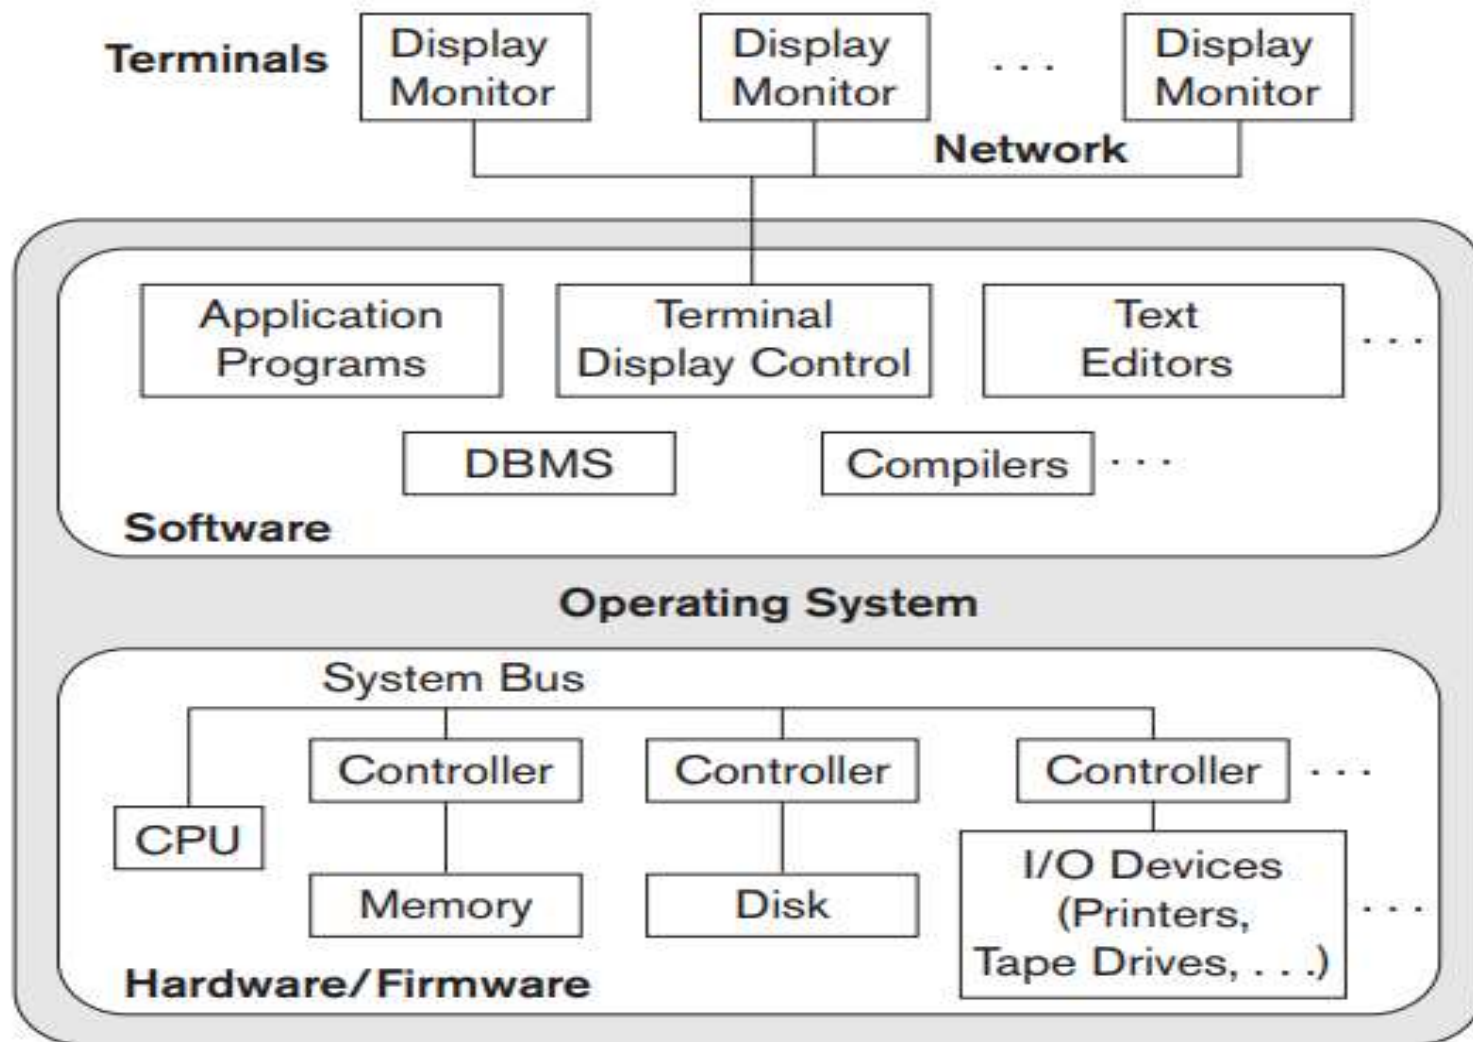 Terminals
Display
Monitor
Display
Monitor
. . .
Display
Monitor
Network
Application
Programs
Terminal
Display Control
Text
Editors
. . .
DBMS
Compilers
. . .
Software
Operating System
System Bus
Controller
Controller
Controller
. . .
CPU
Memory
Disk
I/O Devices
(Printers,
Tape Drives, . . .)
. . .
Hardware/Firmware